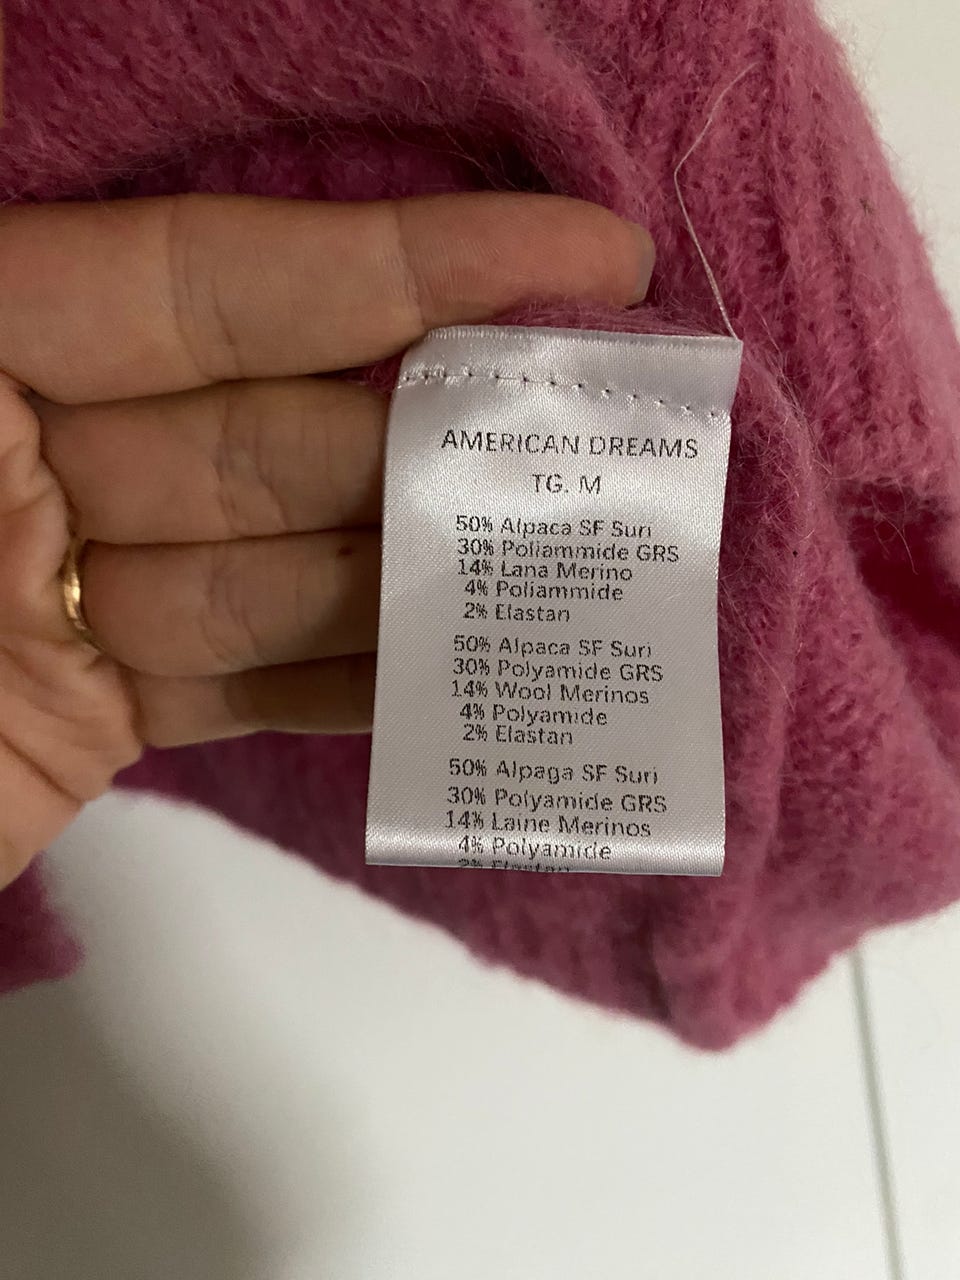 AMERICAN DREAMS
TG. M
50% Alpaca SF Suri
30% Poliammide GRS
14% Lana Merino
4% Poliammide
2% Elastan
50% Alpaca SF Suri
30% Polyamide GRS
14% Wool Merinos
4% Polyamide
2% Elastan
50% Alpaga SF Suri
30% Polyamide GRS
14% Laine Merinos
4% Polyamide
2% Elastan